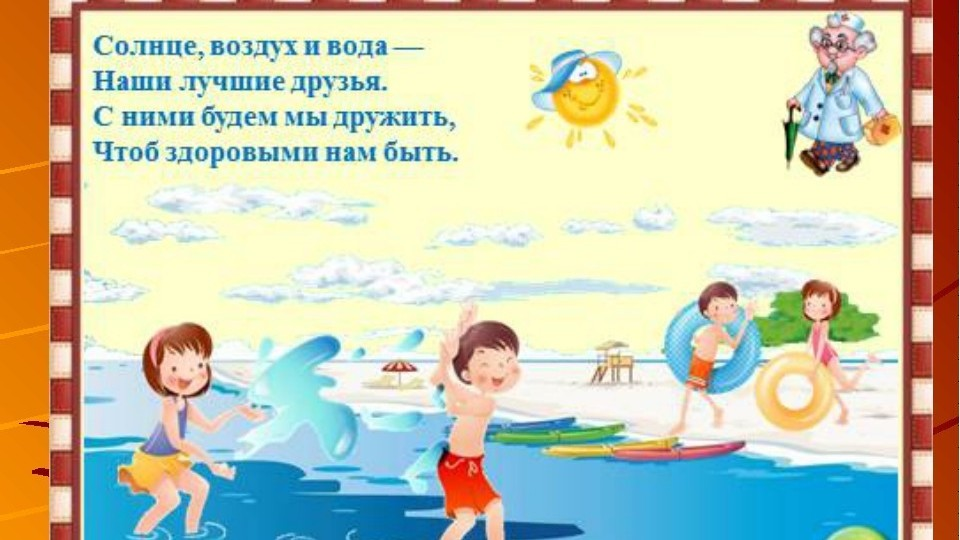 Солнце, воздух и вода —
Наши лучшие друзья.
С ними будем мы дружить,
Чтоб здоровыми нам быть.